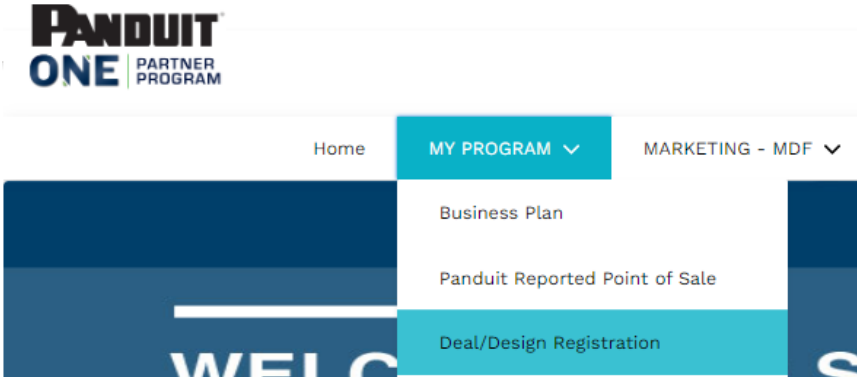 PANDUIT
ONE PARTNER PROGRAM
Home MY PROGRAM MARKETING - MDF
Business Plan
Panduit Reported Point of Sale
Deal/Design Registration